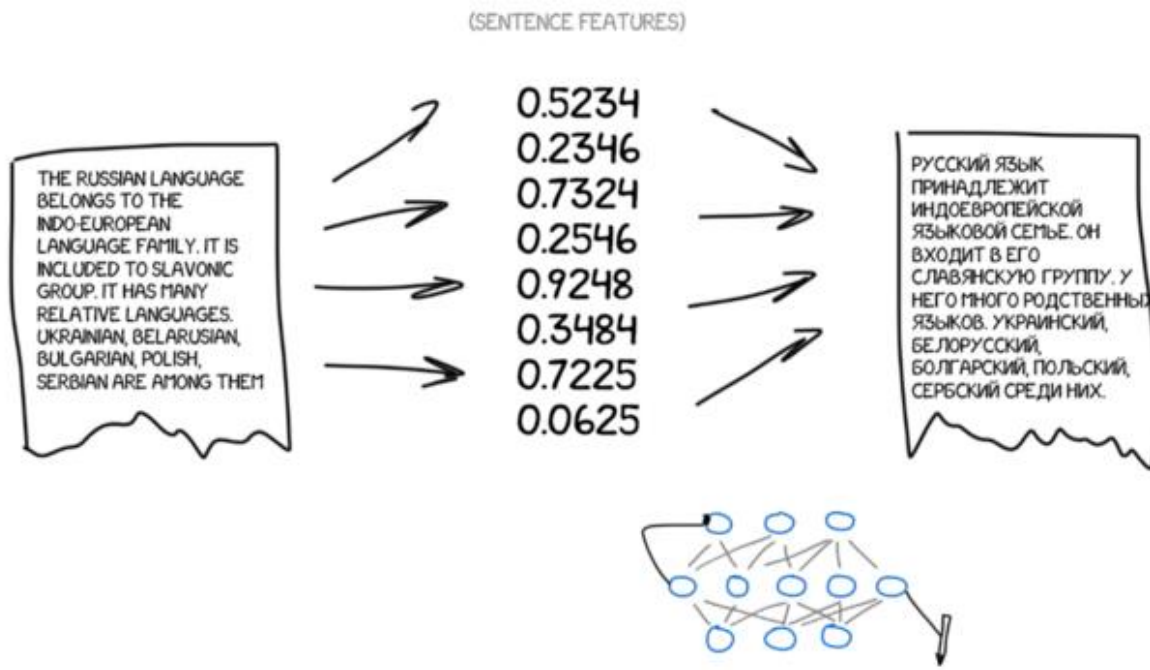 (SENTENCE FEATURES)
THE RUSSIAN LANGUAGE
BELONGS TO THE
INDO-EUROPEAN
LANGUAGE FAMILY. IT IS
INCLUDED TO SLAVONIC
GROUP. IT HAS MANY
RELATIVE LANGUAGES.
UKRAINIAN, BELARUSIAN,
BULGARIAN, POLISH,
SERBIAN ARE AMONG THEM
0.5234
0.2346
0.7324
0.2546
0.9248
0.3484
0.7225
0.0625
РУССКИЙ ЯЗЫК
ПРИНАДЛЕЖИТ
ИНДОЕВРОПЕЙСКОЙ
ЯЗЫКОВОЙ СЕМЬЕ. ОН
ВХОДИТ В ЕГО
СЛАВЯНСКУЮ ГРУППУ. У
НЕГО МНОГО РОДСТВЕННЫХ
ЯЗЫКОВ. УКРАИНСКИЙ,
БЕЛОРУССКИЙ,
БОЛГАРСКИЙ, ПОЛЬСКИЙ,
СЕРБСКИЙ СРЕДИ НИХ.